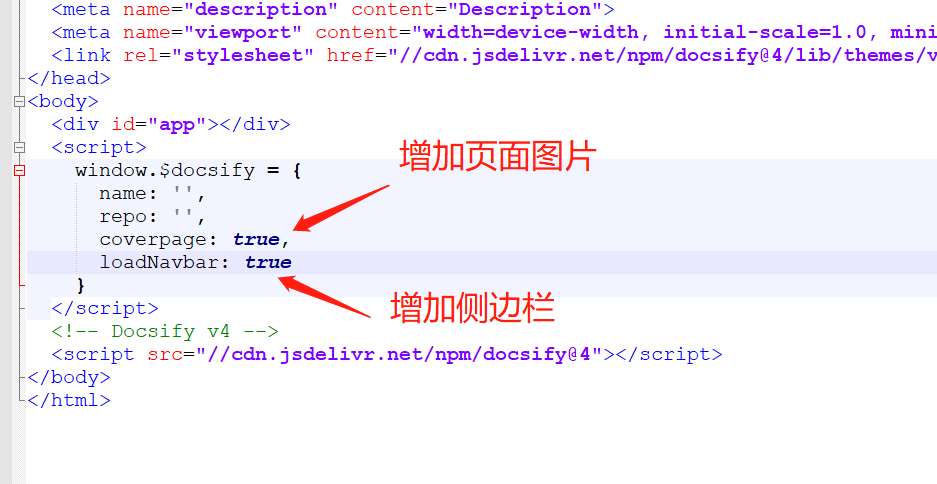 <meta name="description" content="Description">
<meta name="viewport" content="width=device-width, initial-scale=1.0, mini
<link rel="stylesheet" href="//cdn.jsdelivr.net/npm/docsify@4/lib/themes/v
</head>
<body>
<div id="app"></div>
<script>
增加页面图片
window.$docsify = {
name: '',
repo: '',
coverpage: true,
loadNavbar: true
}
增加侧边栏
</script>
<!-- Docsify v4 -->
<script src="//cdn.jsdelivr.net/npm/docsify@4"></script>
</body>
</html>